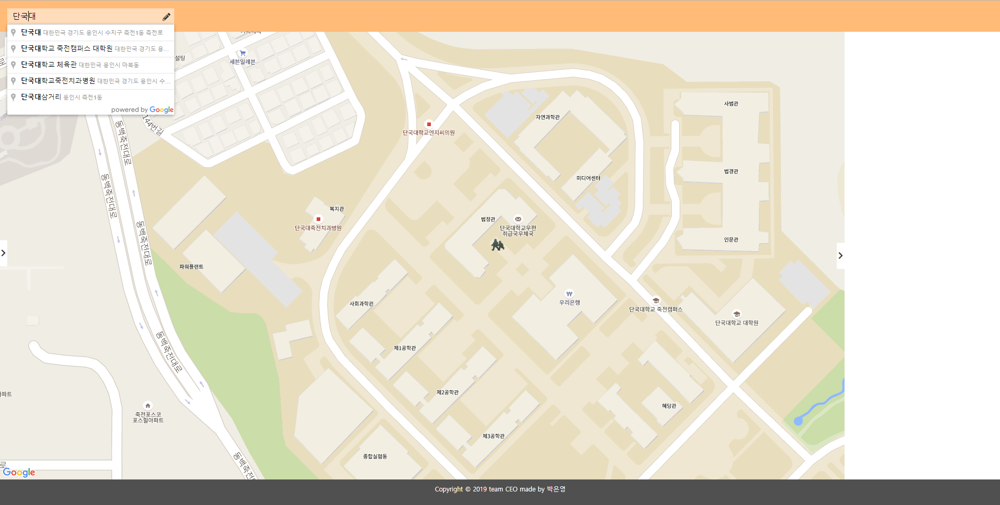 단국대
단국대 대한민국 경기도 용인시 수지구 죽전1동 죽전로
단국대학교 죽전캠퍼스 대학원 대한민국 경기도 용...
단국대학교 체육관 대한민국 용인시 마북동
단국대학교죽전치과병원 대한민국 경기도 용인시 수...
단국대삼거리 용인시 죽전1동
powered by Google
설팅
세븐일레븐
144번길
사범관
자연과학관
단국대학교엔지씨의원
동백죽전대로
법경관
미디어센터
동백죽전대로
복지관
범정관
단국대죽전치과병원
단국대학교우편
취급국우체국
인문관
동백죽전대로
파워플랜트
사회과학관
우리은행
단국대학교 죽전캠퍼스
단국대학교 대학원
동백죽전대로
제1공학관
제2공학관
파트
혜당관
죽전포스코
포스힐아파트
제3공학관
종합실험동
동백죽전대로
로
Google
Copyright © 2019 team CEO made by 박은영